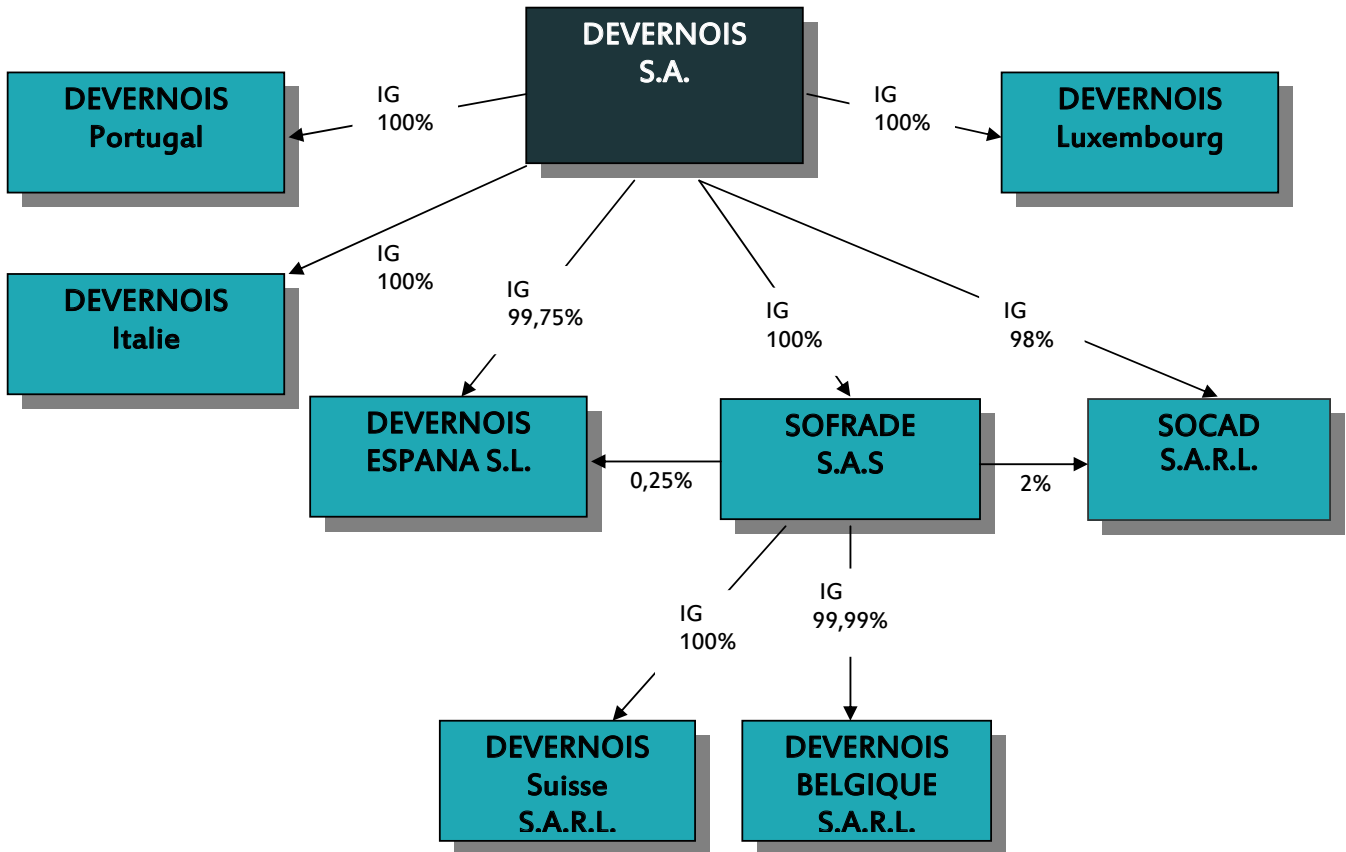 DEVERNOIS
S.A.
DEVERNOIS
Portugal
IG
100%
IG
100%
DEVERNOIS
Luxembourg
DEVERNOIS
Italie
IG
100%
IG
99,75%
IG
100%
IG
98%
DEVERNOIS
ESPANA S.L.
0,25%
SOFRADE
S.A.S
2%
SOCAD
S.A.R.L.
IG
100%
IG
99,99%
DEVERNOIS
Suisse
S.A.R.L.
DEVERNOIS
BELGIQUE
S.A.R.L.